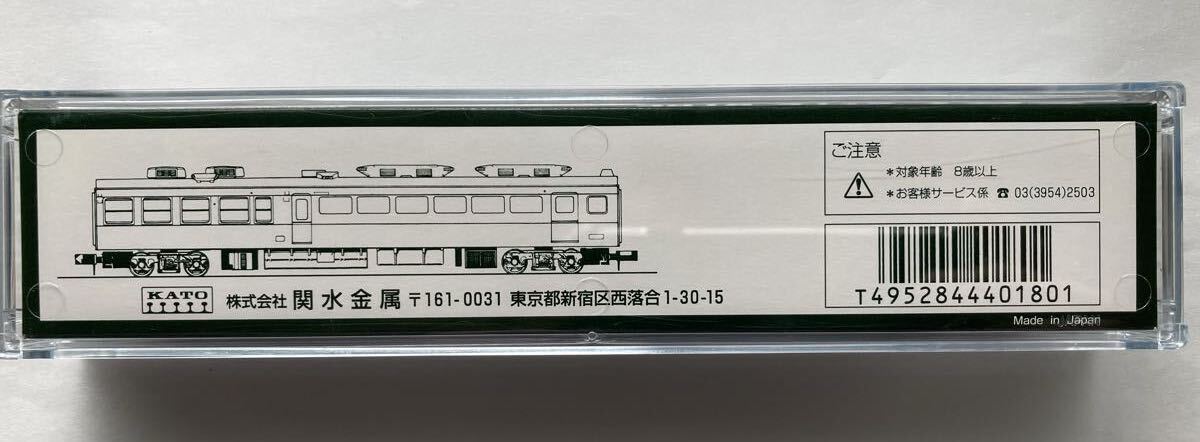 KATO
株式会社 関水金属 〒161-0031 東京都新宿区西落合1-30-15
ご注意
*対象年齢 8歳以上
*お客様サービス係 ☎ 03(3954)2503
T4952844401801
Made in Japan